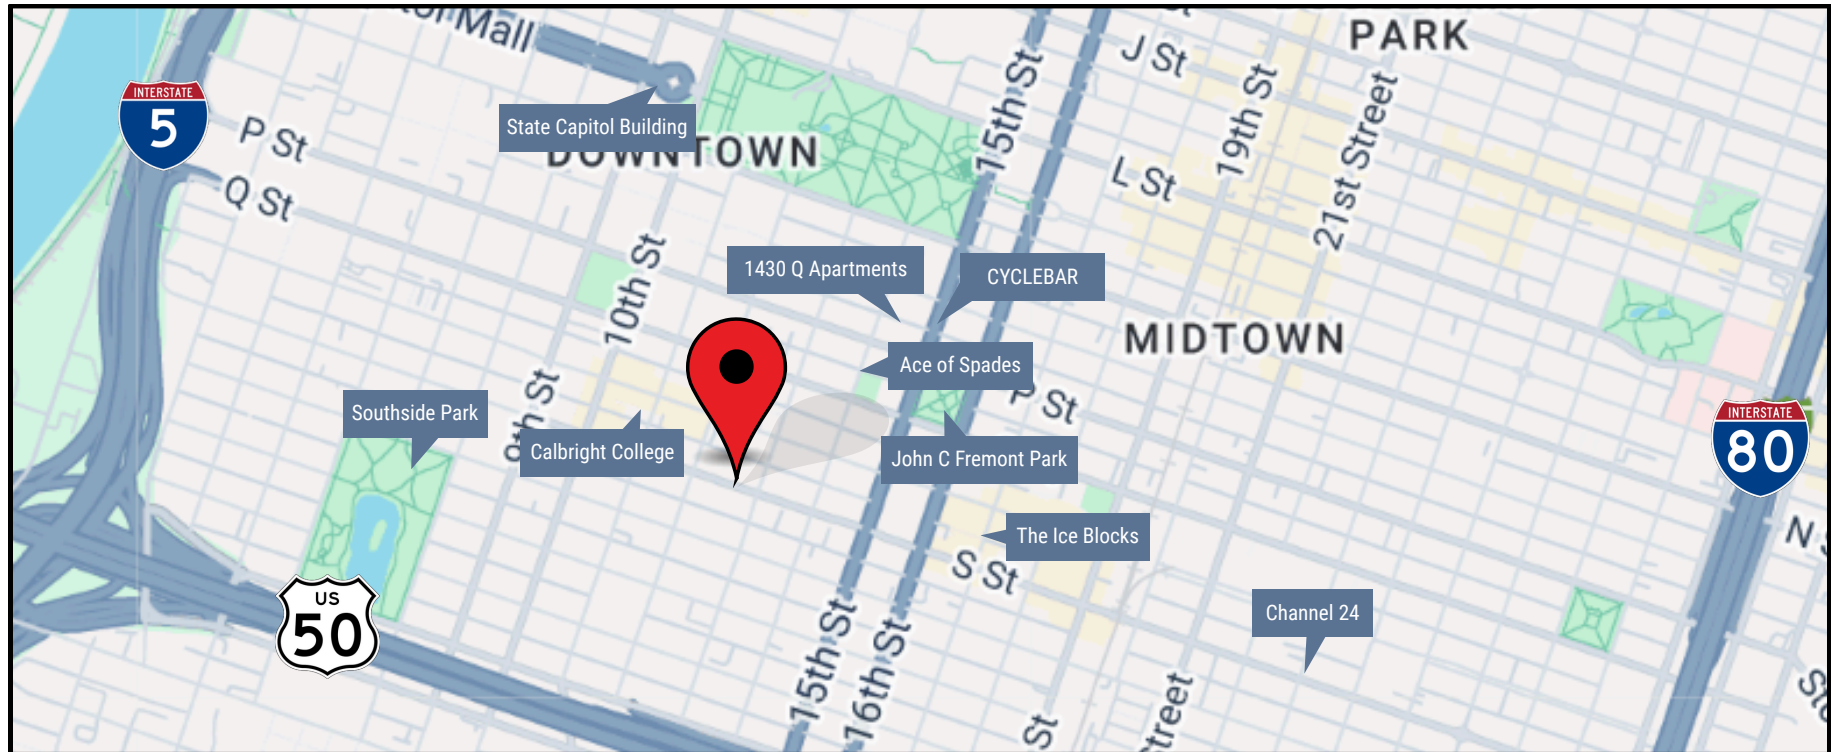 PARK
Mall
J St
INTERSTATE
5
P St
State Capitol Building
DOWNTOWN
15th St
19th St
21st Street
Q St
L St
10th St
1430 Q Apartments
CYCLEBAR
MIDTOWN
Ace of Spades
Southside Park
P St
INTERSTATE
80
Calbright College
John C Fremont Park
The Ice Blocks
S St
US
50
Channel 24
15th St
16th St
St
Street